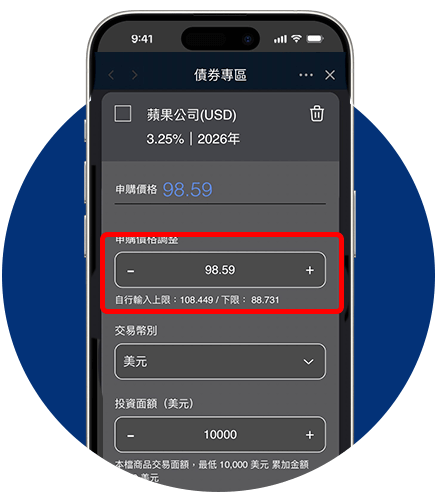 9:41
債券專區
蘋果公司(USD)
3.25%｜2026年
申購價格 98.59
申購價格調整
- 98.59 +
自行輸入上限：108.449 / 下限： 88.731
交易幣別
美元
投資面額（美元）
- 10000 +
本檔商品交易面額，最低 10,000 美元 累加金額
美元